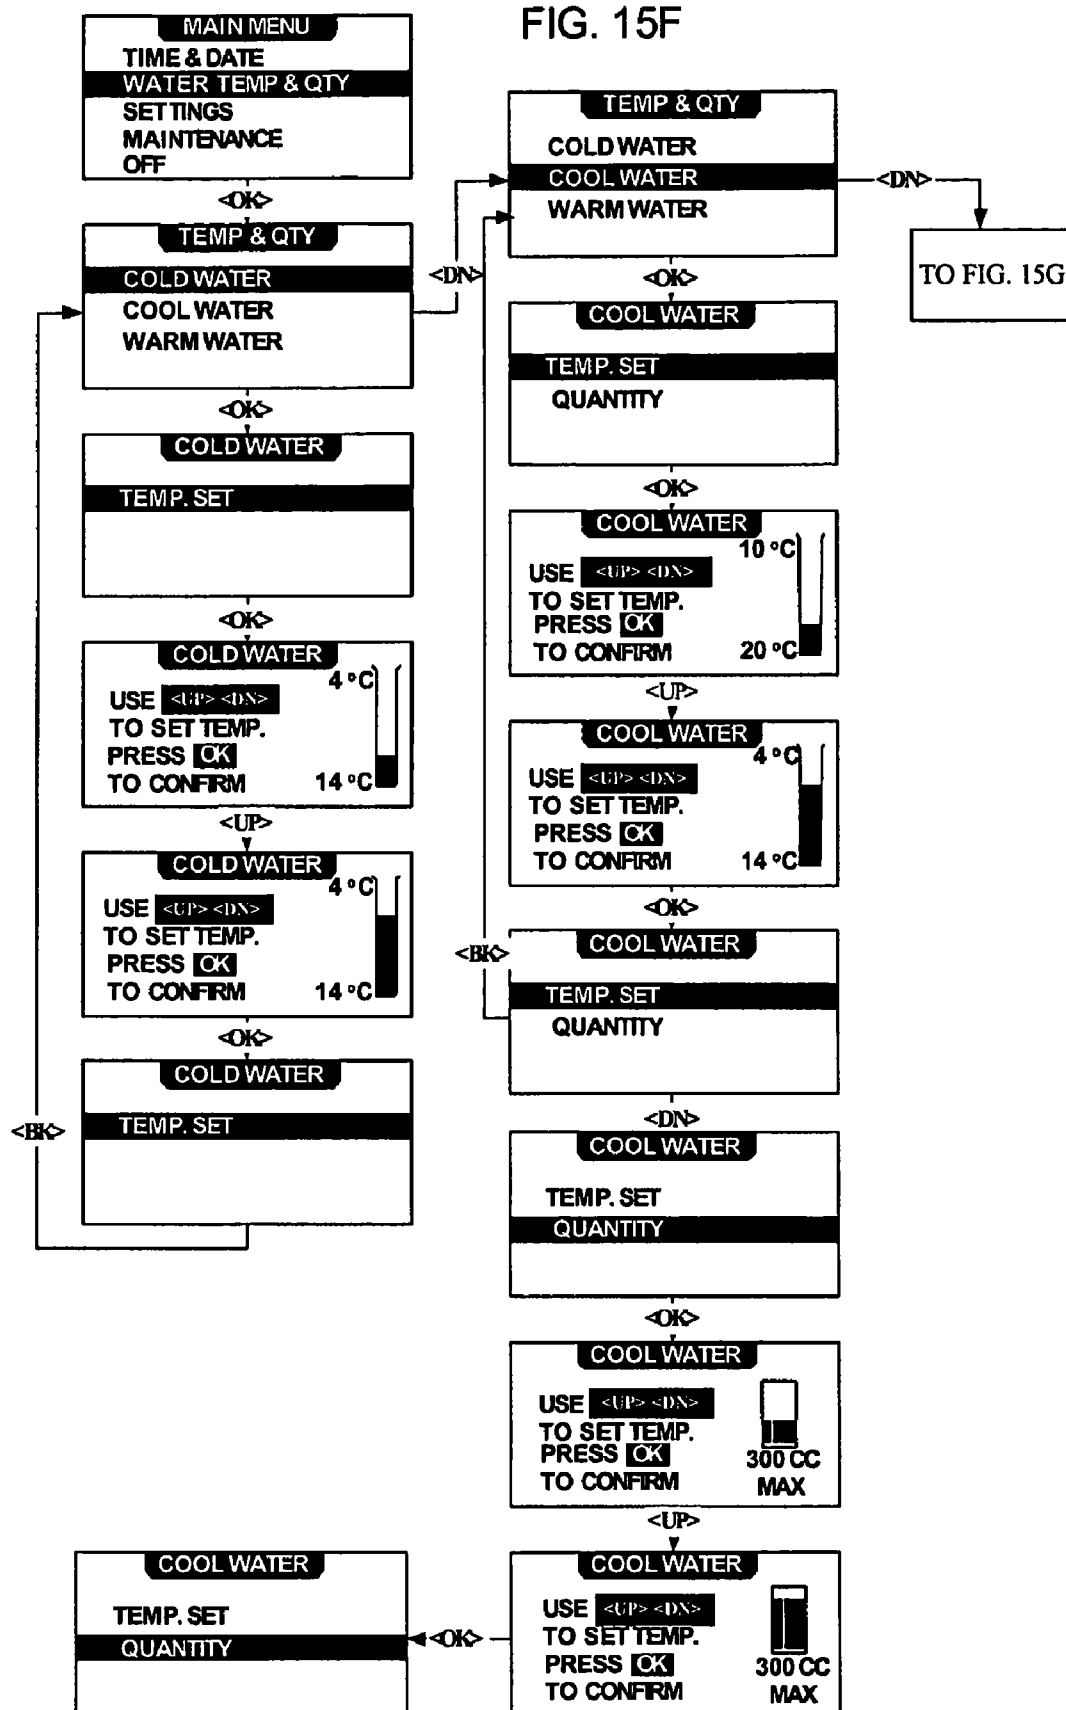 FIG. 15F
MAIN MENU
TIME & DATE
WATER TEMP & QTY
SETTINGS
MAINTENANCE
OFF
<OK>
TEMP & QTY
COLD WATER
COOL WATER
WARM WATER
<DN>
<OK>
COLD WATER
TEMP. SET
<OK>
COLD WATER
4 °C
USE <UP> <DN>
TO SET TEMP.
PRESS OK
TO CONFIRM 14 °C
<UP>
COLD WATER
4 °C
USE <UP> <DN>
TO SET TEMP.
PRESS OK
TO CONFIRM 14 °C
<OK>
COLD WATER
TEMP. SET
<BK>
TEMP & QTY
COLD WATER
COOL WATER
WARM WATER
<DN>
TO FIG. 15G
<OK>
COOL WATER
TEMP. SET
QUANTITY
<OK>
COOL WATER
10 °C
USE <UP> <DN>
TO SET TEMP.
PRESS OK
TO CONFIRM 20 °C
<UP>
COOL WATER
4 °C
USE <UP> <DN>
TO SET TEMP.
PRESS OK
TO CONFIRM 14 °C
<OK>
COOL WATER
<BK>
TEMP. SET
QUANTITY
<DN>
COOL WATER
TEMP. SET
QUANTITY
<OK>
COOL WATER
USE <UP> <DN>
TO SET TEMP.
PRESS OK
TO CONFIRM
300 CC
MAX
<UP>
COOL WATER
USE <UP> <DN>
TO SET TEMP.
PRESS OK
TO CONFIRM
300 CC
MAX
<OK>
COOL WATER
TEMP. SET
QUANTITY